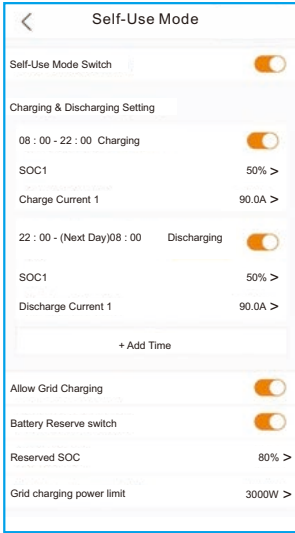 Self-Use Mode
Self-Use Mode Switch
Charging & Discharging Setting
08 : 00 - 22 : 00 Charging
SOC1 50% >
Charge Current 1 90.0A >
22 : 00 - (Next Day)08 : 00 Discharging
SOC1 50% >
Discharge Current 1 90.0A >
+ Add Time
Allow Grid Charging
Battery Reserve switch
Reserved SOC 80% >
Grid charging power limit 3000W >